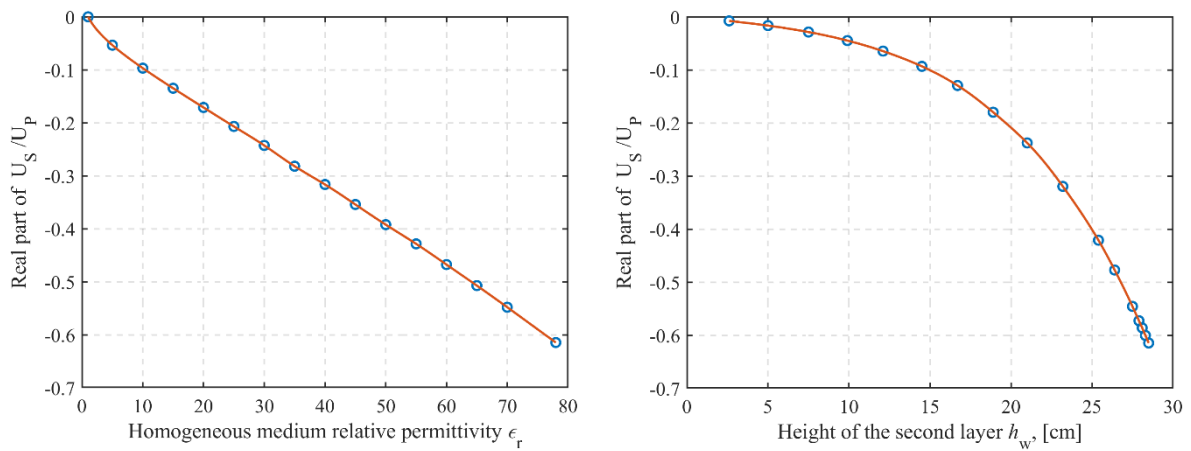 0
-0.1
-0.2
-0.3
-0.4
-0.5
-0.6
-0.7
Real part of U_S/U_P
0 10 20 30 40 50 60 70 80
Homogeneous medium relative permittivity ϵ_r
0
-0.1
-0.2
-0.3
-0.4
-0.5
-0.6
-0.7
Real part of U_S/U_P
0 5 10 15 20 25 30
Height of the second layer h_w, [cm]